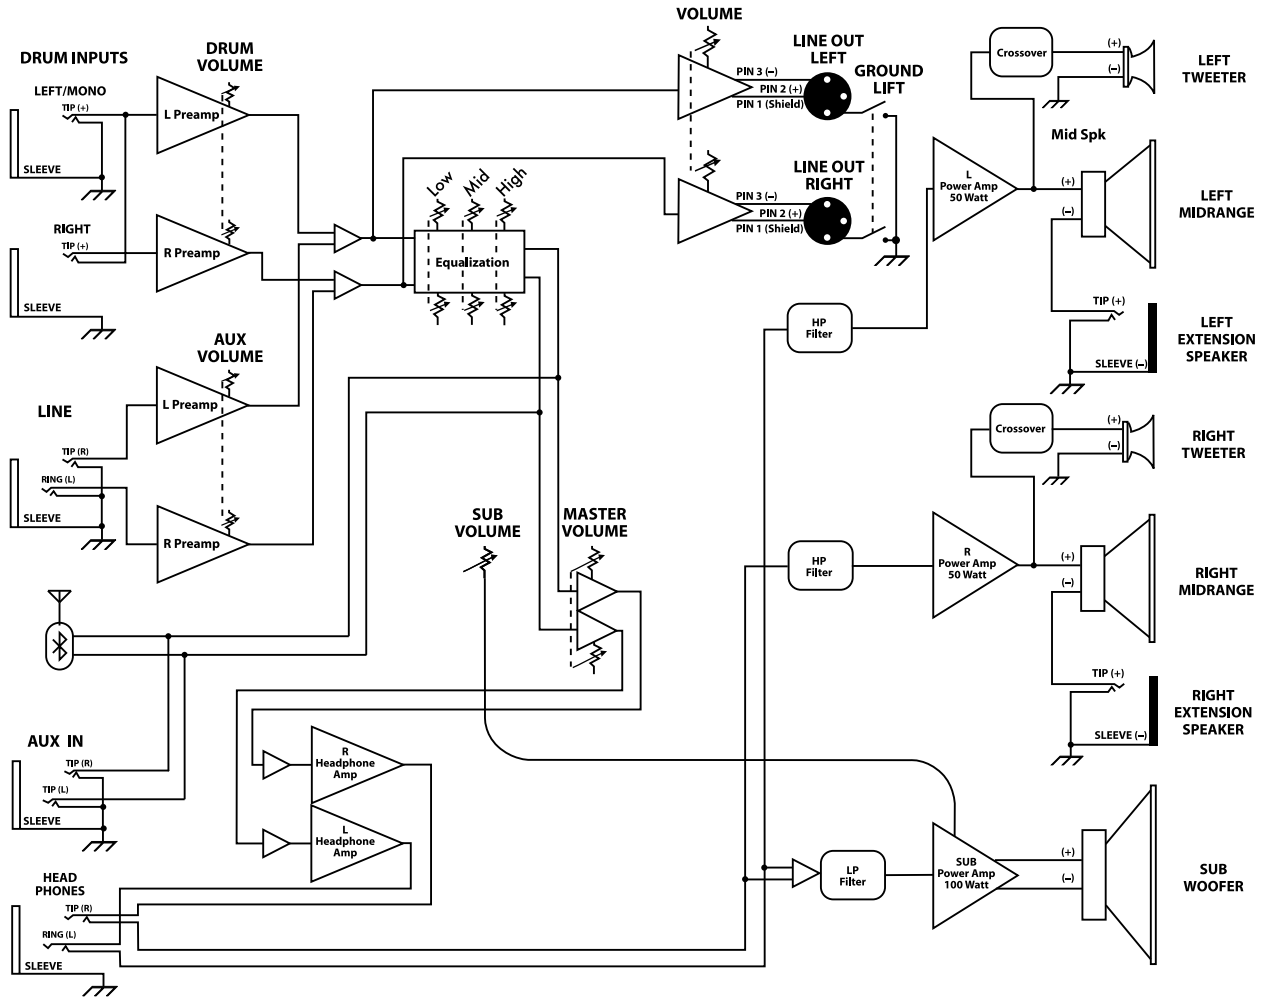 DRUM INPUTS
LEFT/MONO
TIP (+)
SLEEVE
RIGHT
TIP (+)
SLEEVE
DRUM
VOLUME
L Preamp
R Preamp
AUX
VOLUME
L Preamp
R Preamp
LINE
TIP (R)
RING (L)
SLEEVE
Low
Mid
High
Equalization
VOLUME
PIN 3 (–)
PIN 2 (+)
PIN 1 (Shield)
LINE OUT
LEFT
GROUND
LIFT
LINE OUT
RIGHT
PIN 3 (–)
PIN 2 (+)
PIN 1 (Shield)
L
Power Amp
50 Watt
Crossover
(+)
(–)
LEFT
TWEETER
Mid Spk
(+)
(–)
LEFT
MIDRANGE
HP
Filter
TIP (+)
SLEEVE (–)
LEFT
EXTENSION
SPEAKER
Crossover
(+)
(–)
RIGHT
TWEETER
HP
Filter
R
Power Amp
50 Watt
(+)
(–)
RIGHT
MIDRANGE
TIP (+)
SLEEVE (–)
RIGHT
EXTENSION
SPEAKER
SUB
VOLUME
MASTER
VOLUME
AUX IN
TIP (R)
TIP (L)
SLEEVE
R
Headphone
Amp
L
Headphone
Amp
HEAD
PHONES
TIP (R)
RING (L)
SLEEVE
LP
Filter
SUB
Power Amp
100 Watt
(+)
(–)
SUB
WOOFER